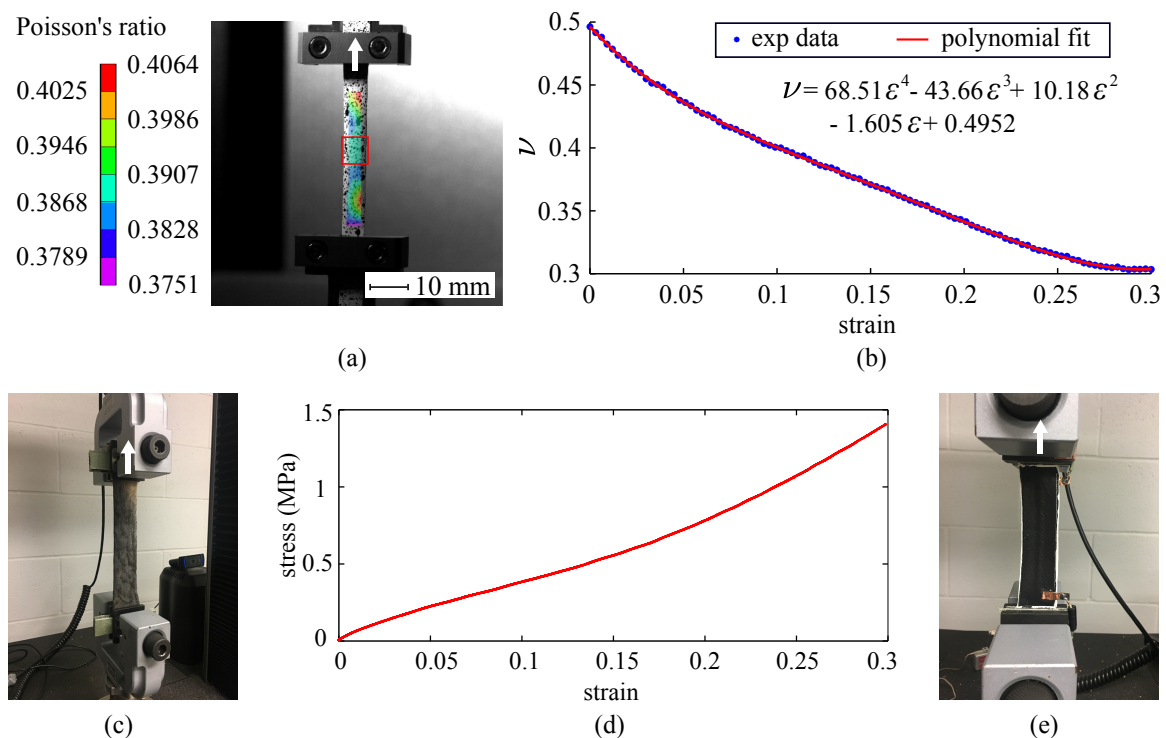 Poisson's ratio
0.4064
0.4025
0.3986
0.3946
0.3907
0.3868
0.3828
0.3789
0.3751
10 mm
(a)
0.5
0.45
0.4
0.35
0.3
ν
exp data
polynomial fit
ν = 68.51ε⁴ - 43.66ε³ + 10.18ε²
- 1.605ε + 0.4952
0 0.05 0.1 0.15 0.2 0.25 0.3
strain
(b)
(c)
1.5
1
0.5
0
stress (MPa)
0 0.05 0.1 0.15 0.2 0.25 0.3
strain
(d)
(e)